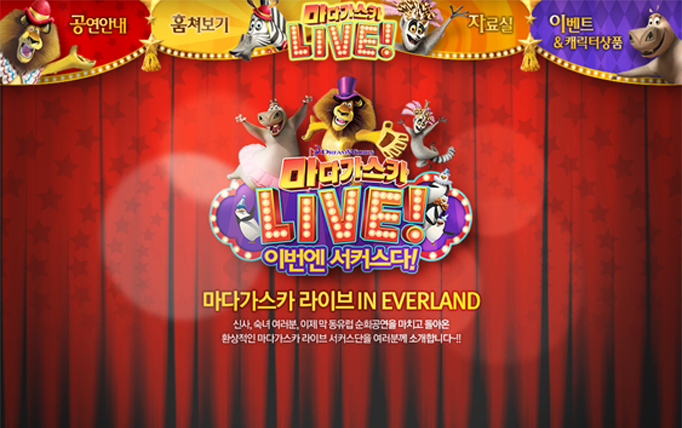 공연안내
훔쳐보기
마다가스카
LIVE!
자료실
이벤트
&캐릭터상품
DREAMWORKS
마다가스카
LIVE!
이번엔 서커스다!
마다가스카 라이브 IN EVERLAND
신사, 숙녀 여러분, 이제 막 동유럽 순회공연을 마치고 돌아온
환상적인 마다가스카 라이브 서커스단을 여러분께 소개합니다~!!